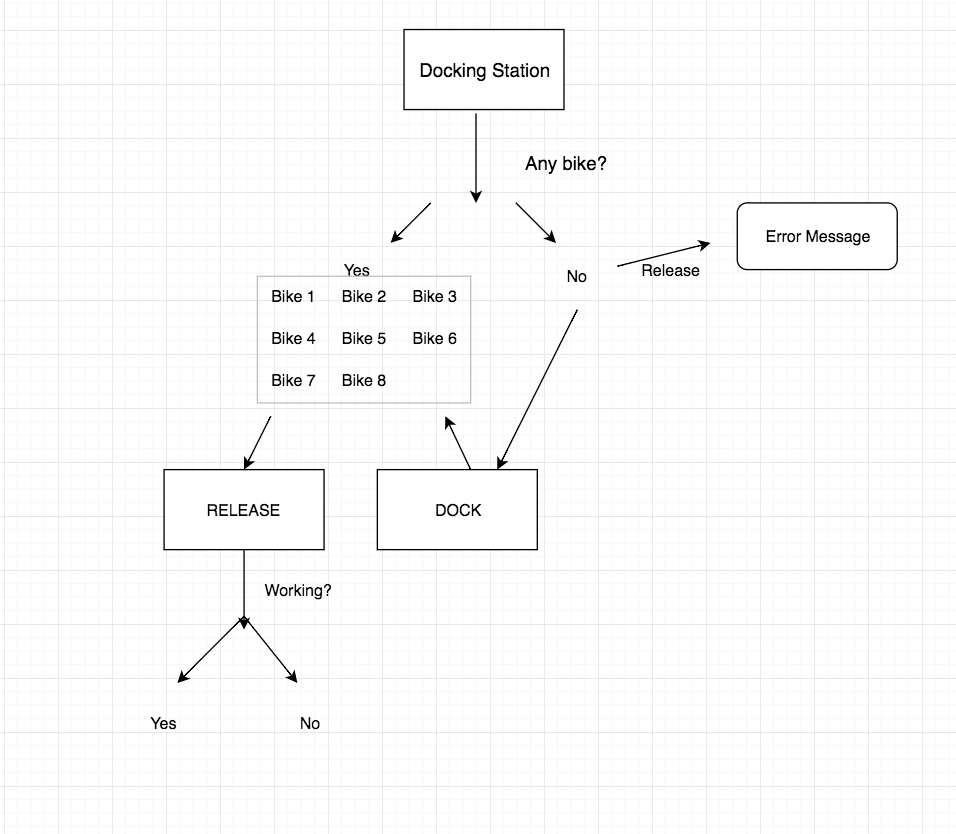 Docking Station
Any bike?
Error Message
Yes
No
Release
Bike 1 Bike 2 Bike 3
Bike 4 Bike 5 Bike 6
Bike 7 Bike 8
RELEASE
DOCK
Working?
Yes
No